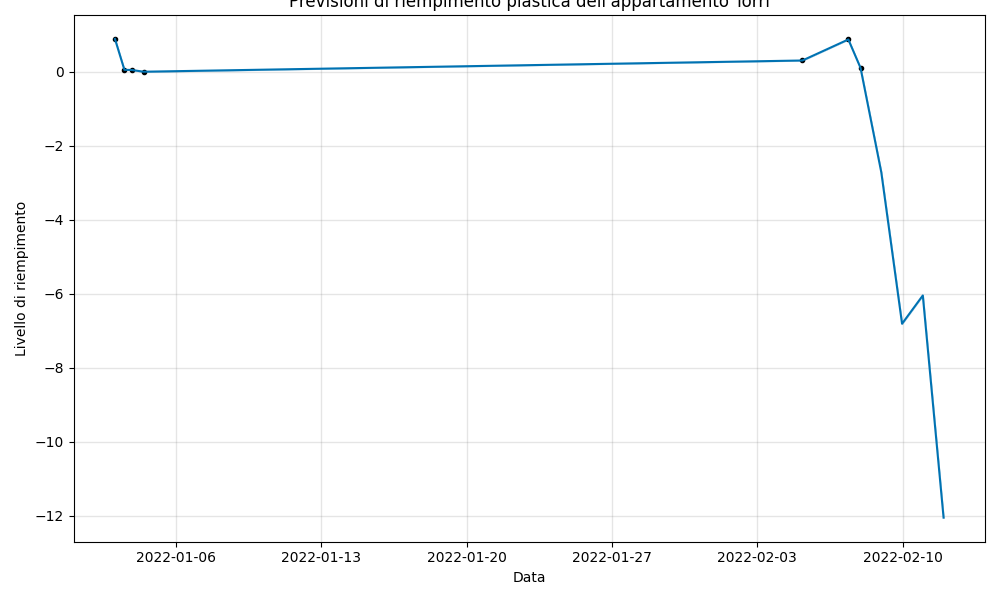 Previsioni di riempimento plastica dell'appartamento Torri
0
−2
−4
−6
−8
−10
−12
Livello di riempimento
2022-01-06 2022-01-13 2022-01-20 2022-01-27 2022-02-03 2022-02-10
Data